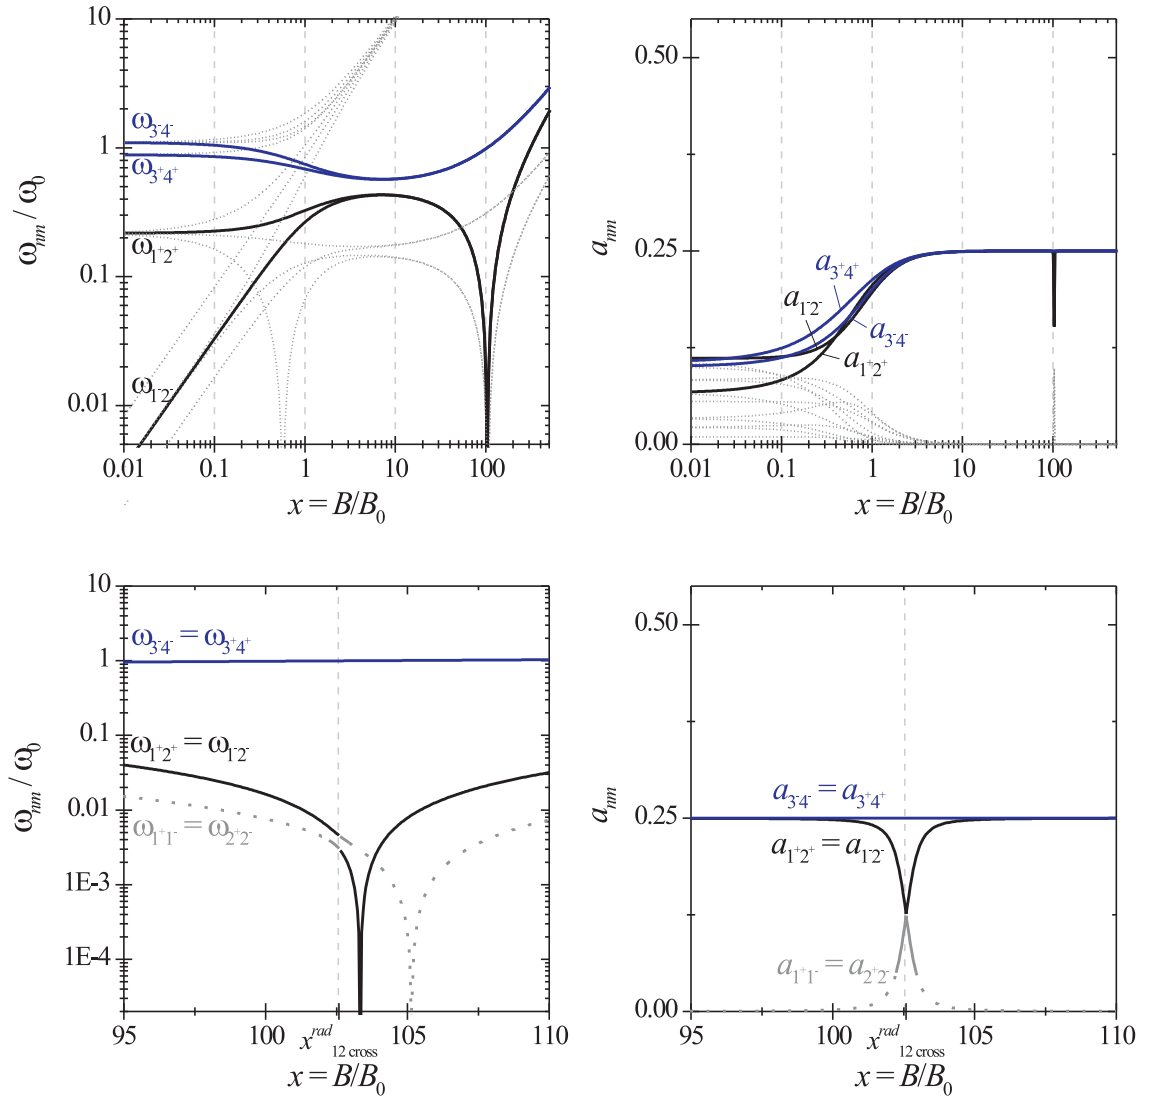 10
1
0.1
0.01
ω3-4-
ω3+4+
ω1+2+
ω1-2-
ωnm / ω0
0.01 0.1 1 10 100
x = B/B0
0.50
0.25
0.00
anm
a3+4+
a1-2-
a3-4-
a1+2+
0.01 0.1 1 10 100
x = B/B0
10
1
0.1
0.01
1E-3
1E-4
ω3-4- = ω3+4+
ω1+2+ = ω1-2-
ω1+1- = ω2+2-
ωnm / ω0
95 100 x rad 12 cross 105 110
x = B/B0
0.50
0.25
0.00
anm
a3-4- = a3+4+
a1+2+ = a1-2-
a1+1- = a2+2-
95 100 x rad 12 cross 105 110
x = B/B0